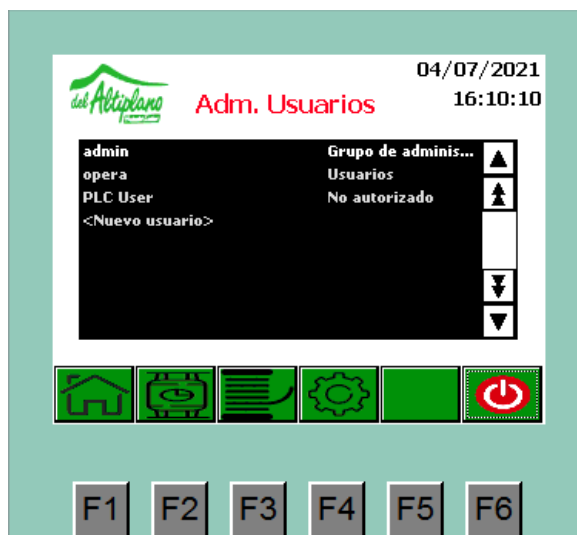 04/07/2021
del Altiplano
Adm. Usuarios
16:10:10
admin Grupo de adminis...
opera Usuarios
PLC User No autorizado
<Nuevo usuario>
F1 F2 F3 F4 F5 F6